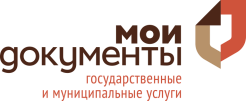 мои
документы
государственные
и муниципальные услуги